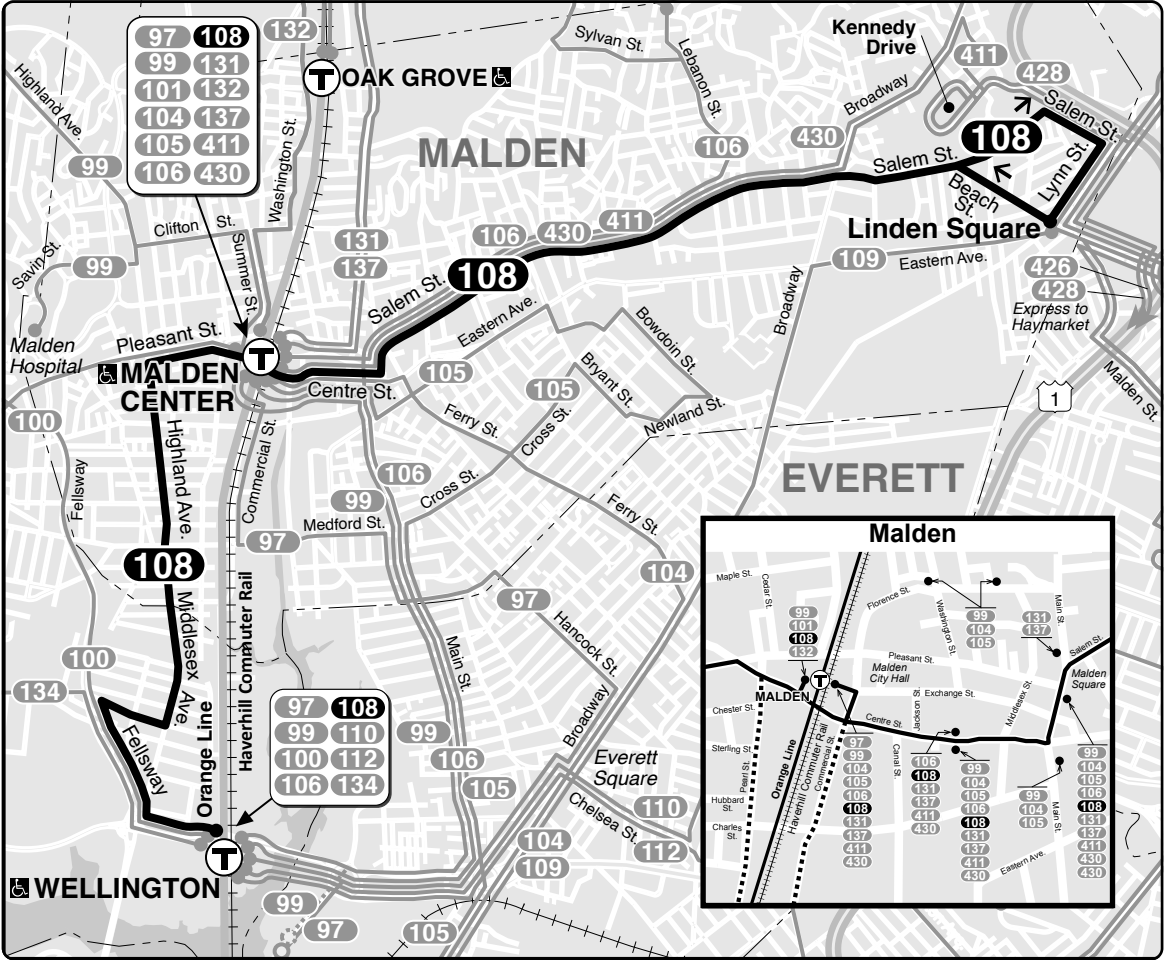 97 108
99 131
101 132
104 137
105 411
106 430
132
T OAK GROVE
Sylvan St.
Lebanon St.
Kennedy
Drive
411
428
Broadway
Highland Ave.
99
Washington St.
MALDEN
106
430
108
Salem St.
Salem St.
Lynn St.
Beach
St.
Linden Square
Clifton St.
Summer St.
Savin St.
99
131
137
106
430
411
108
Salem St.
109
Eastern Ave.
426
428
Express to
Haymarket
Broadway
Malden
Hospital
Pleasant St.
T
MALDEN
CENTER
Centre St.
Eastern Ave.
105
Bowdoin St.
Bryant St.
105
Cross St.
Newland St.
1
Malden St.
100
Fellsway
Highland Ave.
Commercial St.
Ferry St.
106
Cross St.
99
Medford St.
97
EVERETT
Ferry St.
108
104
Middlesex Ave.
Haverhill Commuter Rail
97
Hancock St.
100
134
Main St.
Fellsway
Orange Line
97 108
99 110
100 112
106 134
99
106
105
Broadway
Everett
Square
Chelsea St.
110
112
104
109
T
WELLINGTON
99
97
105
Malden
Maple St.
Cedar St.
99
101
108
132
Florence St.
Washington St.
99
104
105
131
137
Main St.
Salem St.
Malden
Square
Pleasant St.
Malden
City Hall
T
MALDEN
Exchange St.
Jackson St.
Middlesex St.
Centre St.
Chester St.
Sterling St.
Pearl St.
Hubbard
St.
Charles
St.
Orange Line
Haverhill Commuter Rail
Commercial St.
Canal St.
97
99
104
105
106
108
131
137
411
430
106
108
131
137
411
430
99
104
105
106
108
131
137
411
430
99
104
105
Main St.
Eastern Ave.
99
104
105
106
108
131
137
411
430
430